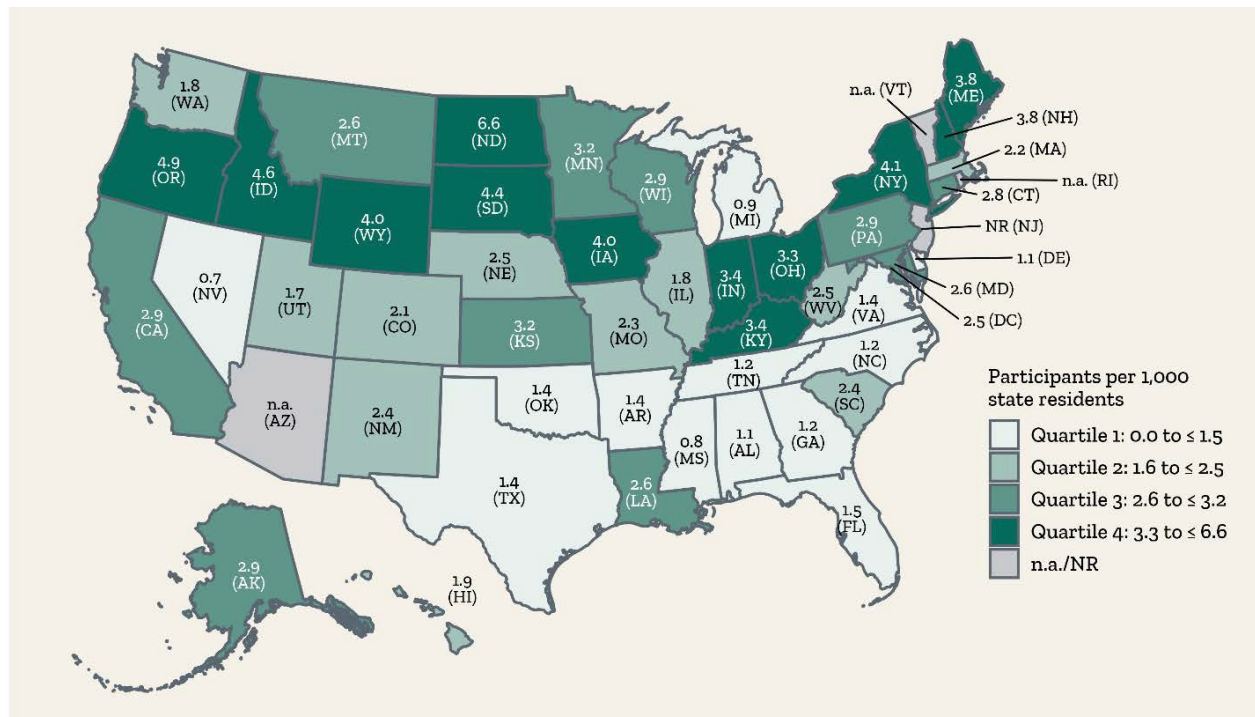 1.8
(WA)
4.9
(OR)
4.6
(ID)
2.6
(MT)
6.6
(ND)
4.4
(SD)
4.0
(WY)
3.2
(MN)
2.9
(WI)
0.9
(MI)
4.1
(NY)
3.8
(ME)
n.a. (VT)
3.8 (NH)
2.2 (MA)
n.a. (RI)
2.8 (CT)
NR (NJ)
1.1 (DE)
2.6 (MD)
2.5 (DC)
2.9
(PA)
2.9
(CA)
0.7
(NV)
1.7
(UT)
2.1
(CO)
2.5
(NE)
4.0
(IA)
1.8
(IL)
3.4
(IN)
3.3
(OH)
2.5
(WV)
1.4
(VA)
3.2
(KS)
2.3
(MO)
3.4
(KY)
1.2
(NC)
1.2
(TN)
n.a.
(AZ)
2.4
(NM)
1.4
(OK)
1.4
(AR)
2.4
(SC)
1.4
(TX)
2.6
(LA)
0.8
(MS)
1.1
(AL)
1.2
(GA)
1.5
(FL)
2.9
(AK)
1.9
(HI)
Participants per 1,000
state residents
Quartile 1: 0.0 to ≤ 1.5
Quartile 2: 1.6 to ≤ 2.5
Quartile 3: 2.6 to ≤ 3.2
Quartile 4: 3.3 to ≤ 6.6
n.a./NR